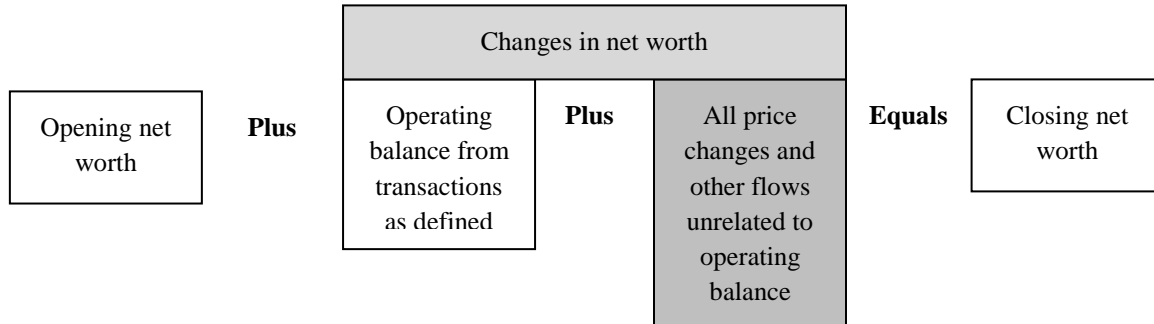 Changes in net worth
Opening net
worth
Plus
Operating
balance from
transactions
as defined
Plus
All price
changes and
other flows
unrelated to
operating
balance
Equals
Closing net
worth